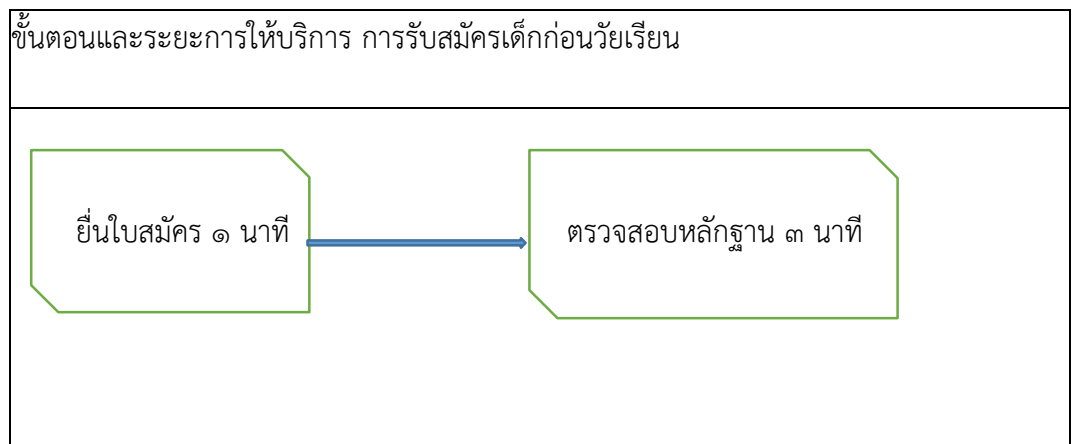 ขั้นตอนและระยะการให้บริการ การรับสมัครเด็กก่อนวัยเรียน
ยื่นใบสมัคร ๑ นาที
ตรวจสอบหลักฐาน ๓ นาที